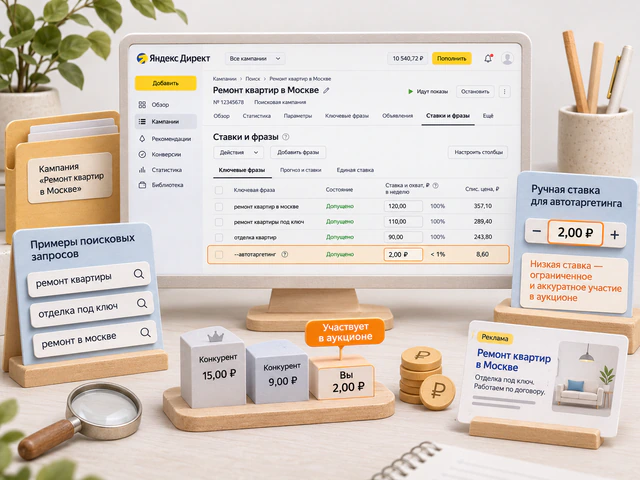 Яндекс Директ
Все кампании
10 540,72 ₽
Пополнить
Добавить
Обзор
Кампании
Рекомендации
Конверсии
Статистика
Библиотека
Кампании › Поиск › Ремонт квартир в Москве
Ремонт квартир в Москве
№ 12345678 Поисковая кампания
Идут показы
Остановить
Обзор Статистика Параметры Ключевые фразы Объявления Ставки и фразы Ещё
Ставки и фразы
Действия
Добавить фразы
Настроить столбцы
Ключевые фразы Прогноз и ставки Единая ставка
Ключевая фраза Состояние Ставка и охват, ₽ в неделю Спис. цена, ₽
ремонт квартир в москве Допущено 120,00 100% 357,10
ремонт квартиры под ключ Допущено 110,00 100% 289,40
отделка квартир Допущено 90,00 100% 243,80
--автотаргетинг Допущено 2,00 ₽ < 1% 8,60
Кампания
«Ремонт квартир
в Москве»
Примеры поисковых
запросов
ремонт квартиры
отделка под ключ
ремонт в москве
Ручная ставка
для автотаргетинга
− 2,00 ₽ +
Низкая ставка —
ограниченное
и аккуратное участие
в аукционе
Участвует
в аукционе
Конкурент
15,00 ₽
Конкурент
9,00 ₽
Вы
2,00 ₽
₽
₽
Реклама
Ремонт квартир
в Москве
Отделка под ключ.
Работаем по договору.